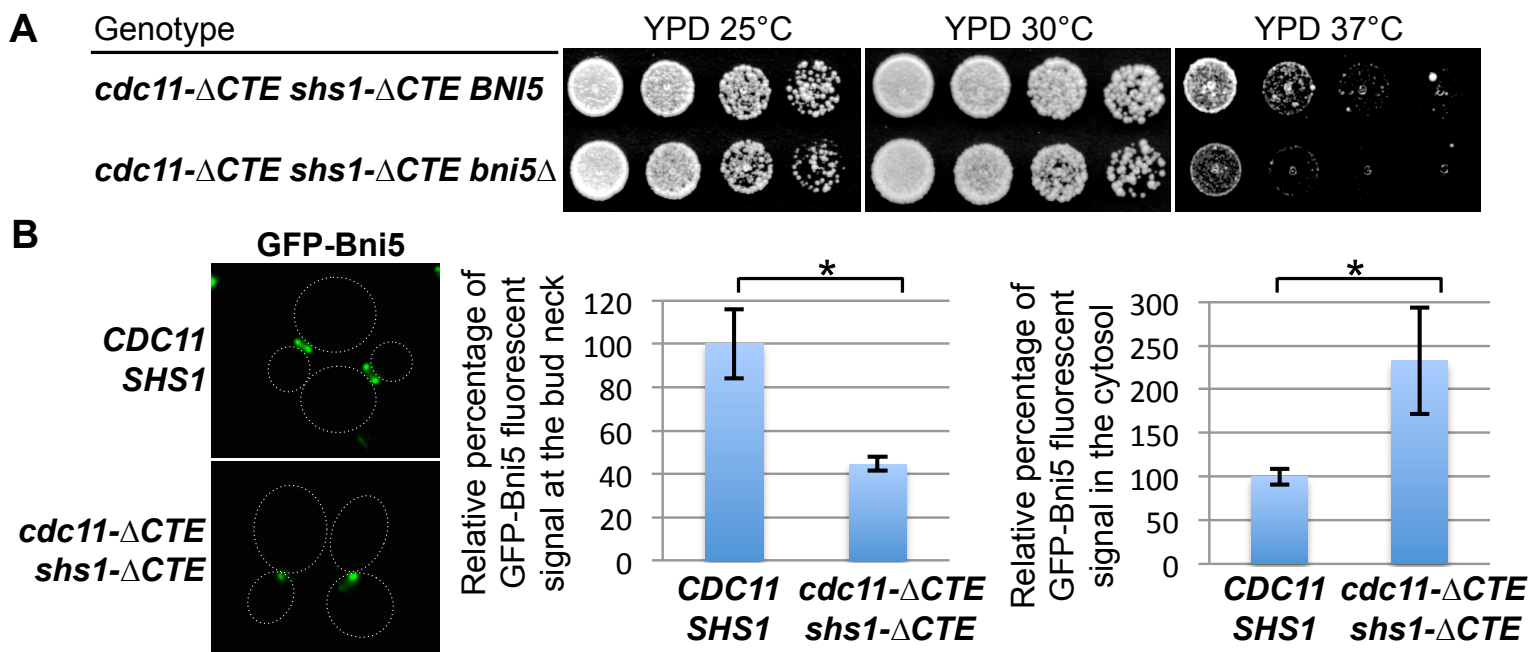 A Genotype YPD 25°C YPD 30°C YPD 37°C
cdc11-ΔCTE shs1-ΔCTE BNI5
cdc11-ΔCTE shs1-ΔCTE bni5Δ
B
GFP-Bni5
CDC11
SHS1
cdc11-ΔCTE
shs1-ΔCTE
Relative percentage of
GFP-Bni5 fluorescent
signal at the bud neck
120
100
80
60
40
20
0
*
CDC11
SHS1
cdc11-ΔCTE
shs1-ΔCTE
Relative percentage of
GFP-Bni5 fluorescent
signal in the cytosol
300
250
200
150
100
50
0
*
CDC11
SHS1
cdc11-ΔCTE
shs1-ΔCTE